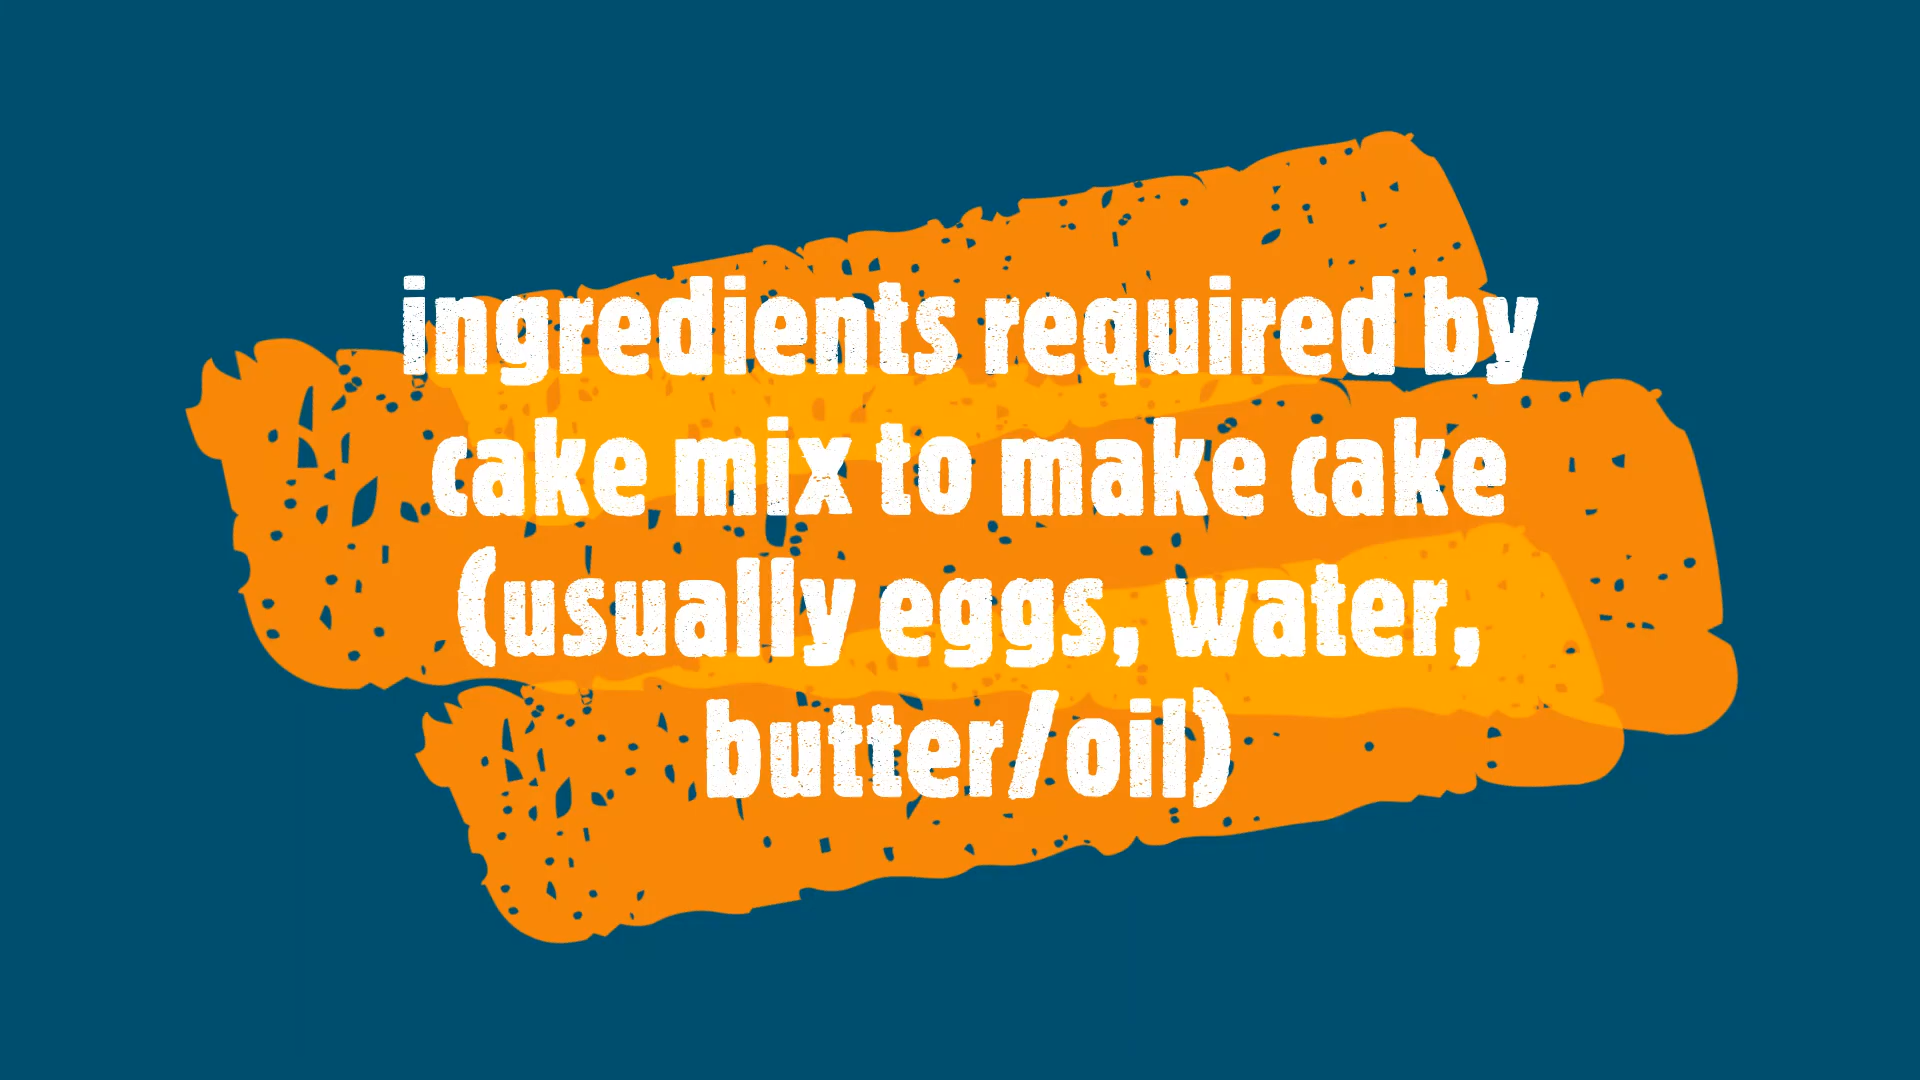 ingredients required by
cake mix to make cake
(usually eggs, water,
butter/oil)